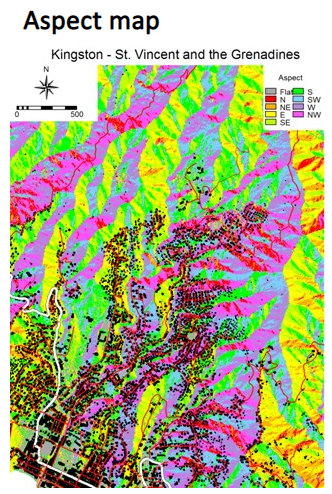 Aspect map
Kingston - St. Vincent and the Grenadines
N
0 500
Aspect
Flat S
N SW
NE W
E NW
SE